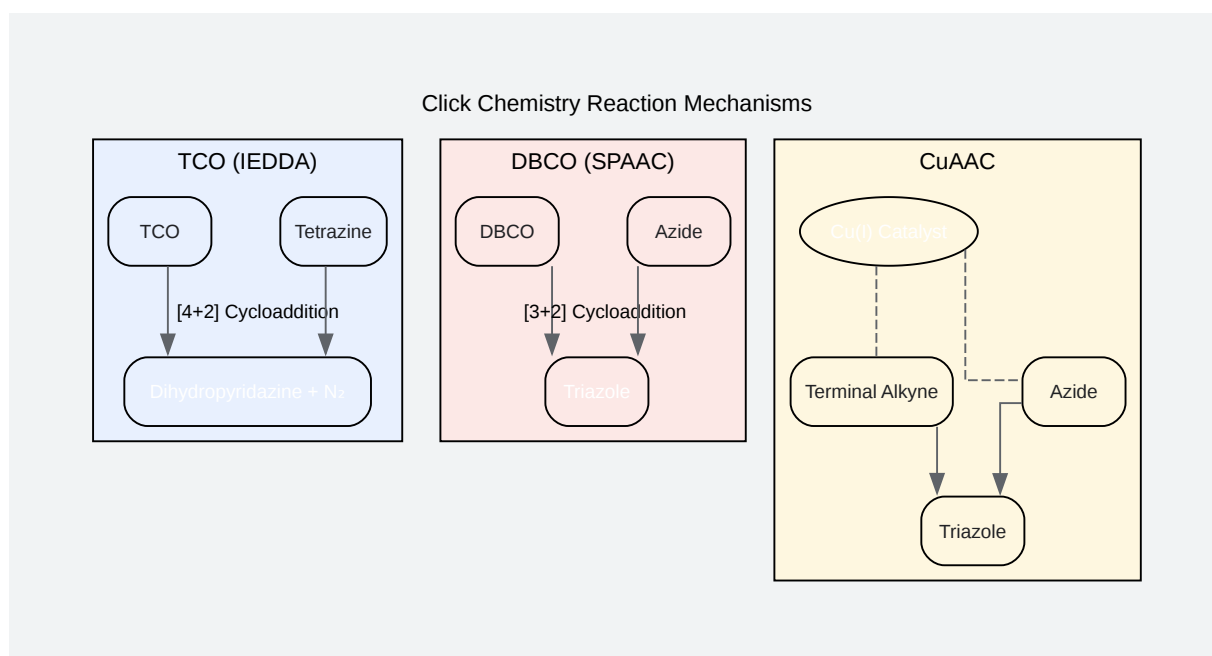 Click Chemistry Reaction Mechanisms
TCO (IEDDA)
TCO
Tetrazine
[4+2] Cycloaddition
Dihydropyridazine + N₂
DBCO (SPAAC)
DBCO
Azide
[3+2] Cycloaddition
Triazole
CuAAC
Cu(I) Catalyst
Terminal Alkyne
Azide
Triazole